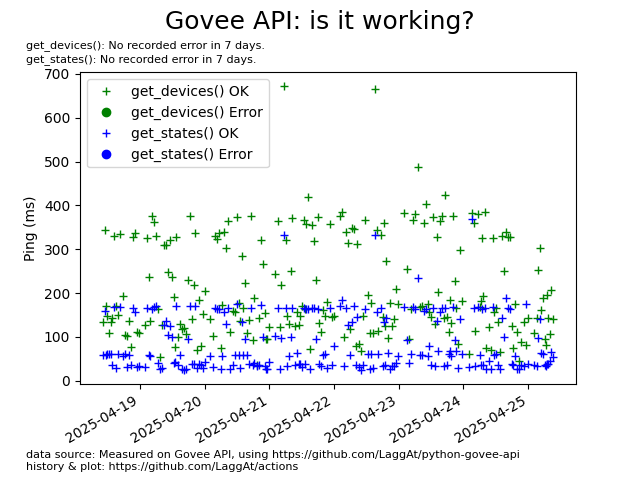 Govee API: is it working?
get_devices(): No recorded error in 7 days.
get_states(): No recorded error in 7 days.
get_devices() OK
get_devices() Error
get_states() OK
get_states() Error
Ping (ms)
700
600
500
400
300
200
100
0
2025-04-19
2025-04-20
2025-04-21
2025-04-22
2025-04-23
2025-04-24
2025-04-25
data source: Measured on Govee API, using https://github.com/LaggAt/python-govee-api
history & plot: https://github.com/LaggAt/actions